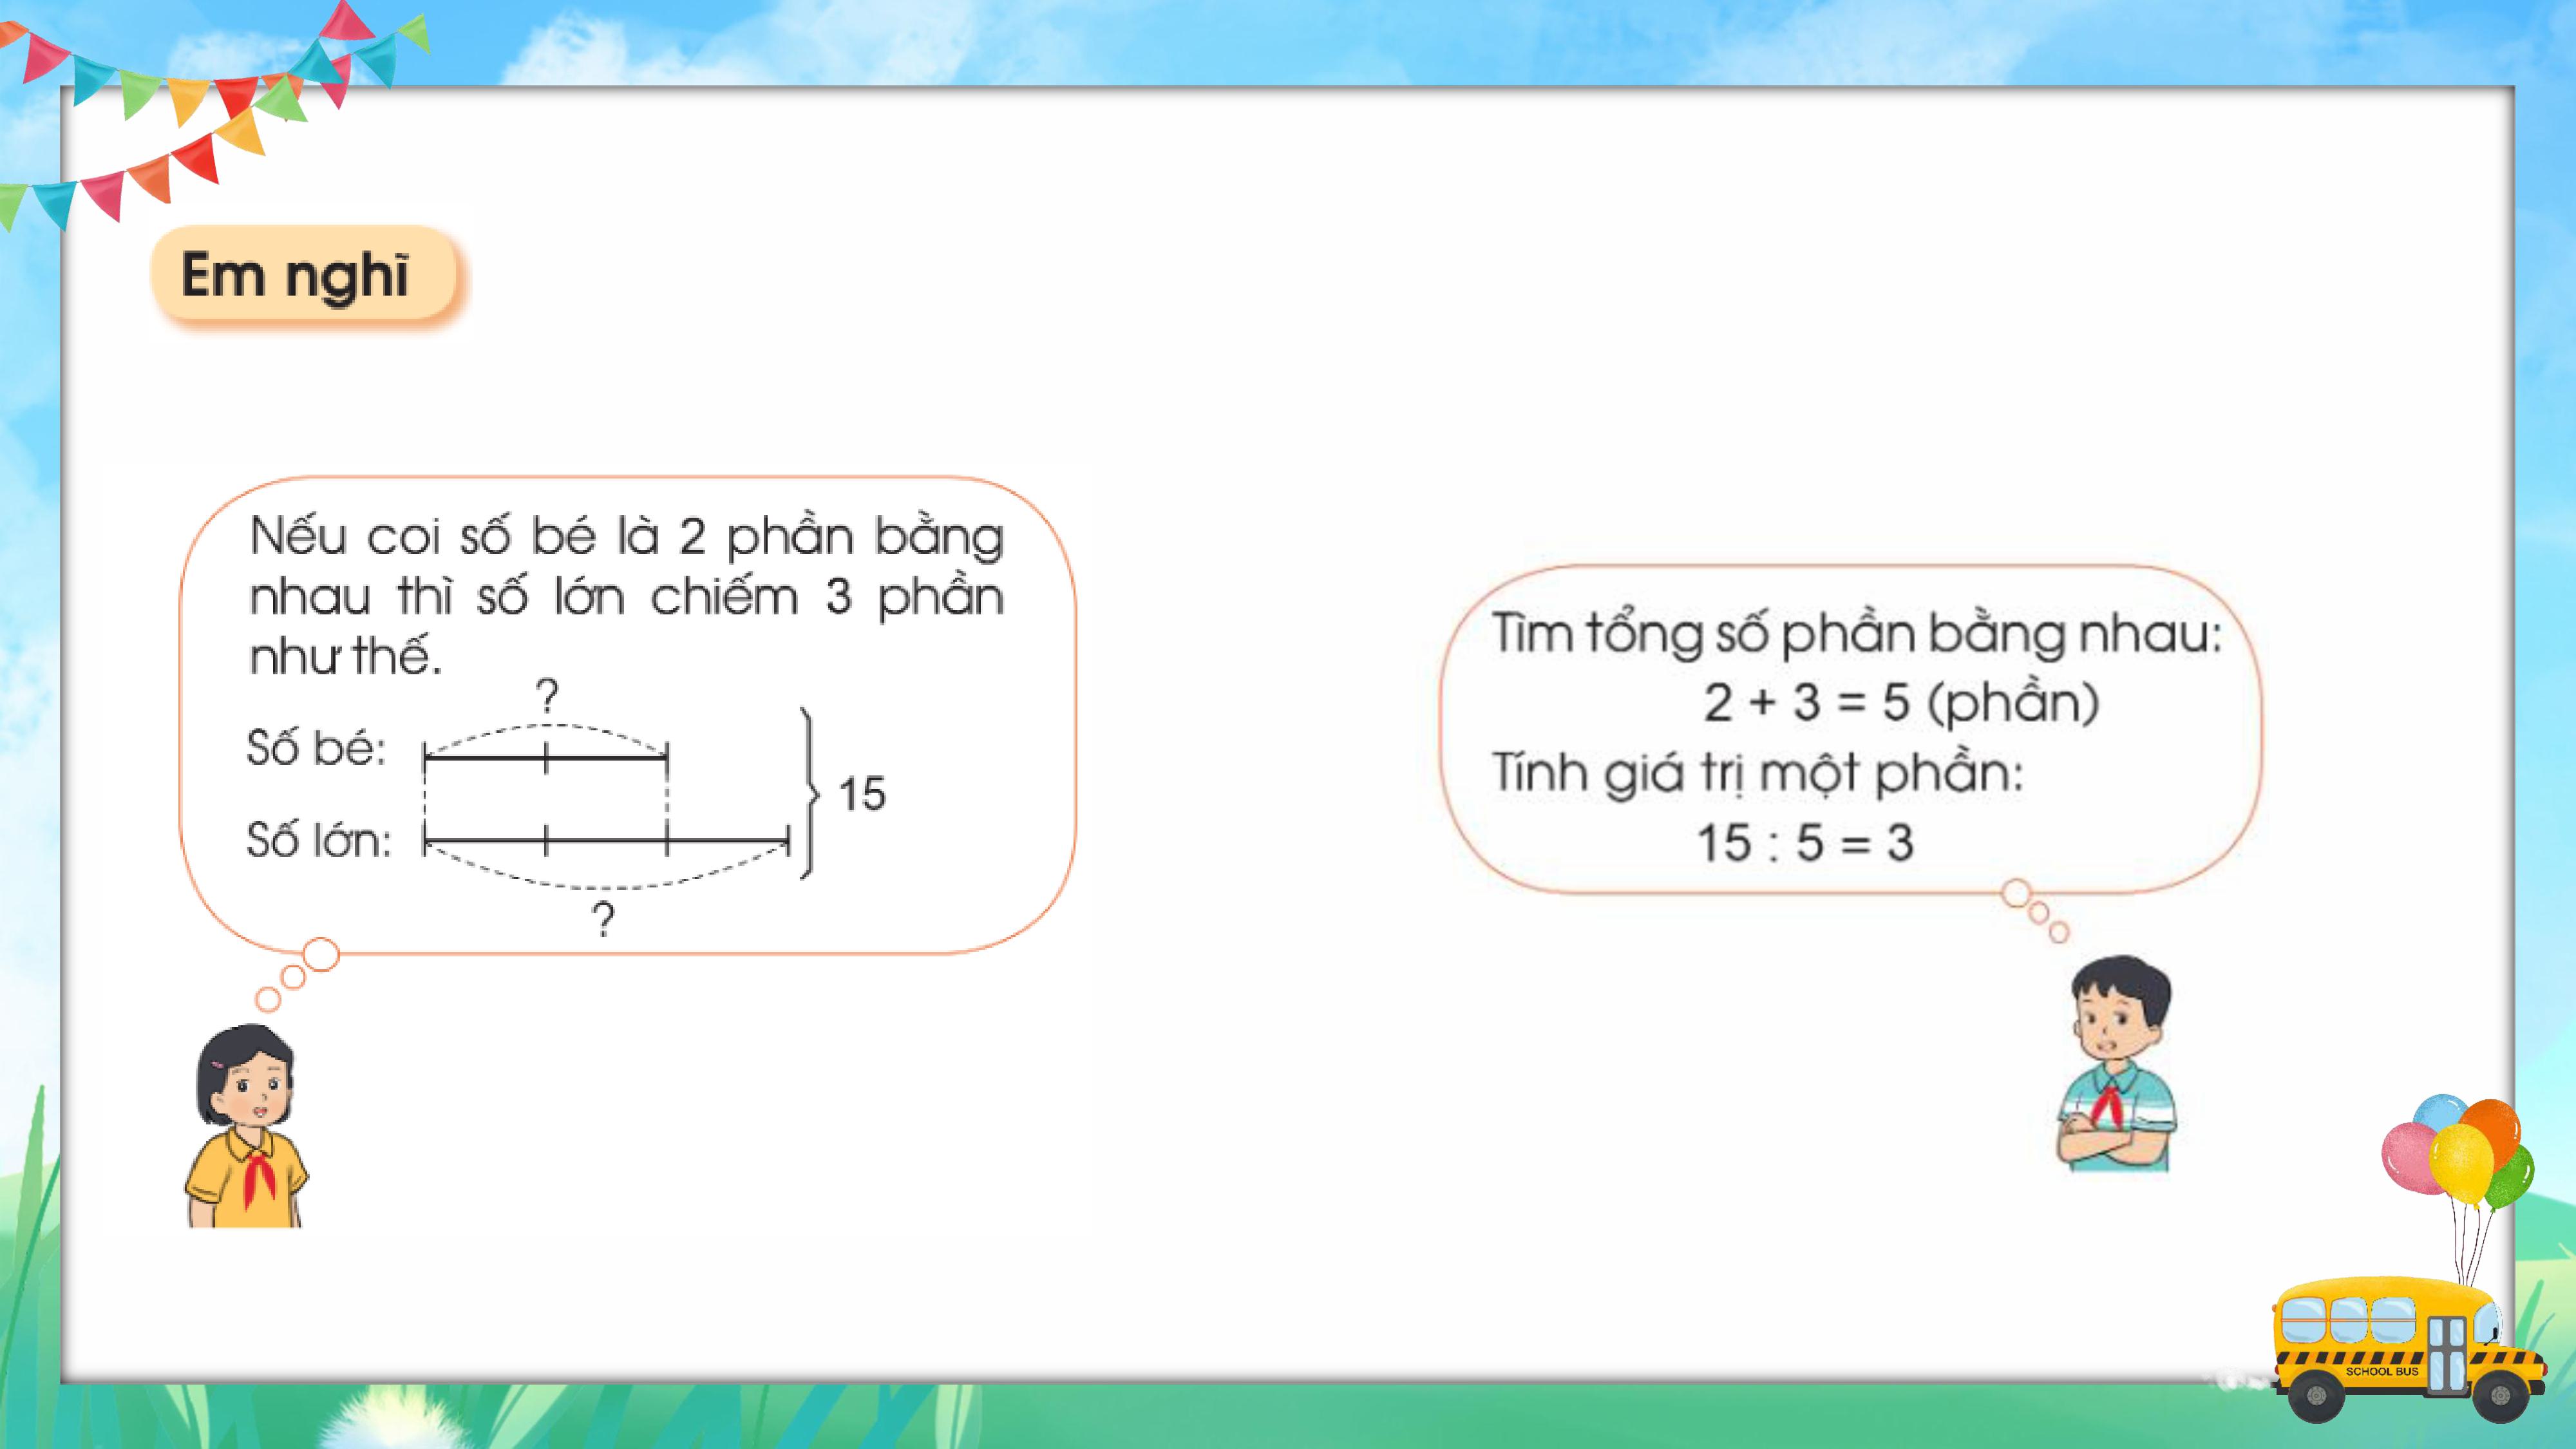 Em nghĩ
Nếu coi số bé là 2 phần bằng
nhau thì số lớn chiếm 3 phần
như thế.
?
Số bé:
15
Số lớn:
?
Tìm tổng số phần bằng nhau:
2 + 3 = 5 (phần)
Tính giá trị một phần:
15 : 5 = 3
SCHOOL BUS